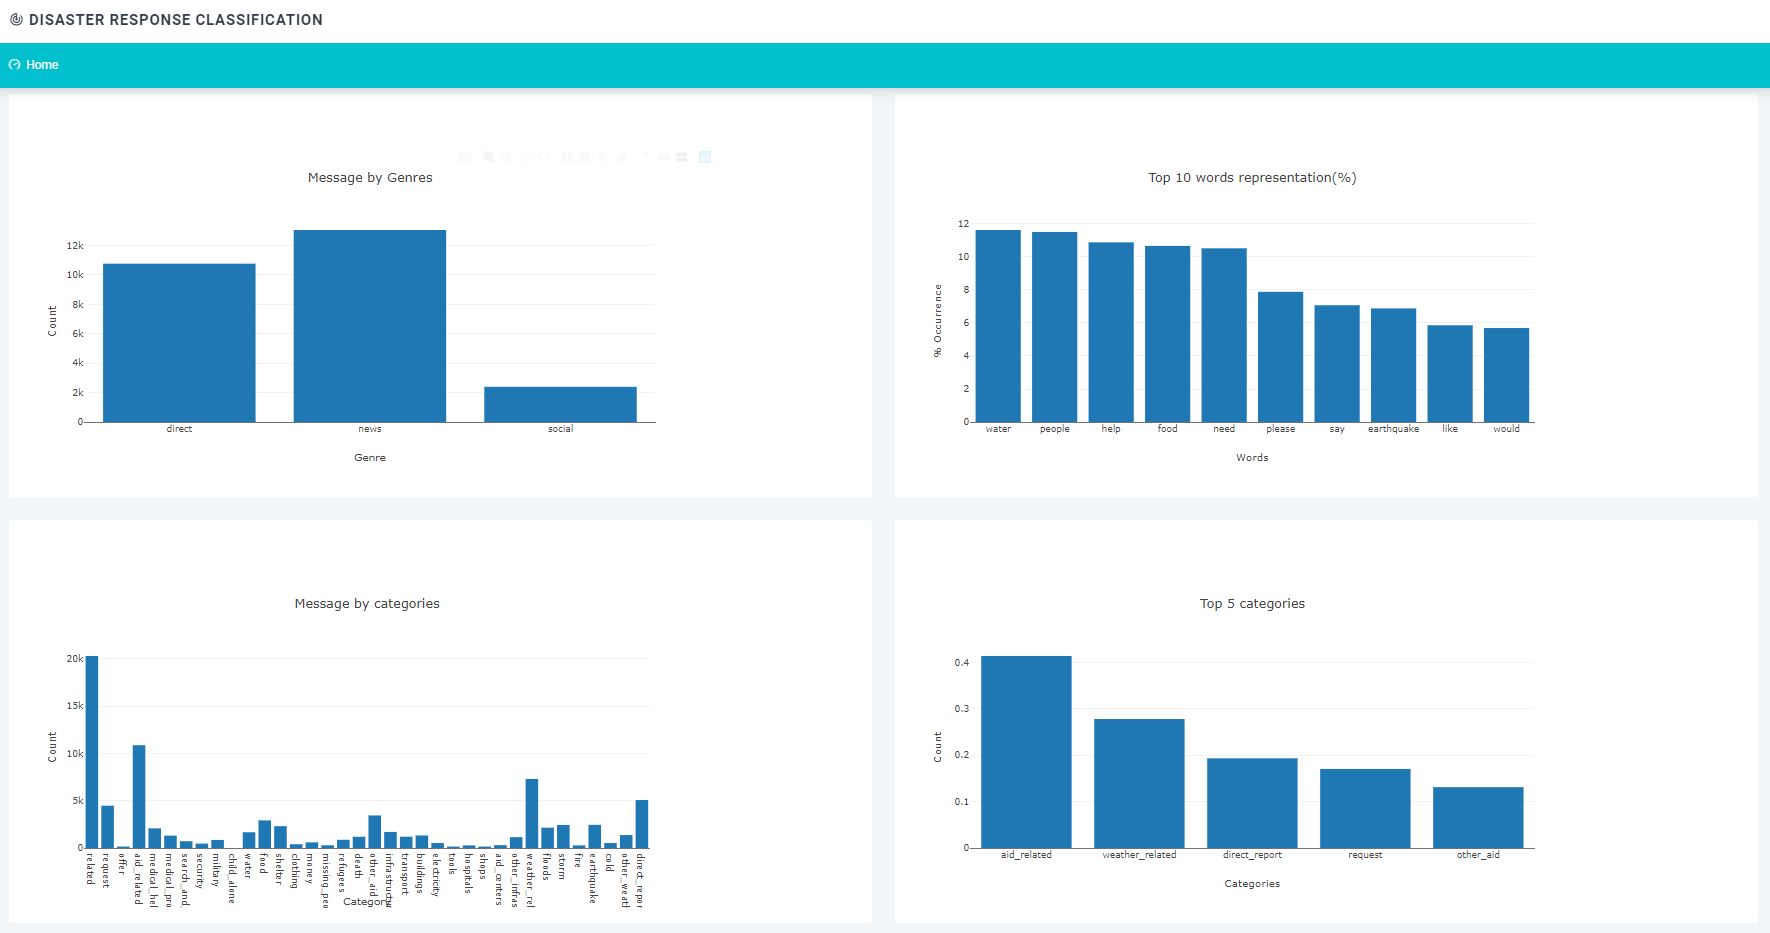 DISASTER RESPONSE CLASSIFICATION
Home
Message by Genres
12k
10k
8k
6k
4k
2k
0
Count
direct news social
Genre
Top 10 words representation(%)
12
10
8
6
4
2
0
% Occurrence
water people help food need please say earthquake like would
Words
Message by categories
20k
15k
10k
5k
0
Count
related
request
offer
aid_related
medical_hel
medical_pro
search_and_
security
military
child_alone
water
food
shelter
clothing
money
missing_peo
refugees
death
other_aid
infrastructur
transport
buildings
electricity
tools
hospitals
shops
aid_centers
other_infras
weather_rel
floods
storm
fire
earthquake
cold
other_weath
direct_repor
Category
Top 5 categories
0.4
0.3
0.2
0.1
0
Count
aid_related weather_related direct_report request other_aid
Categories